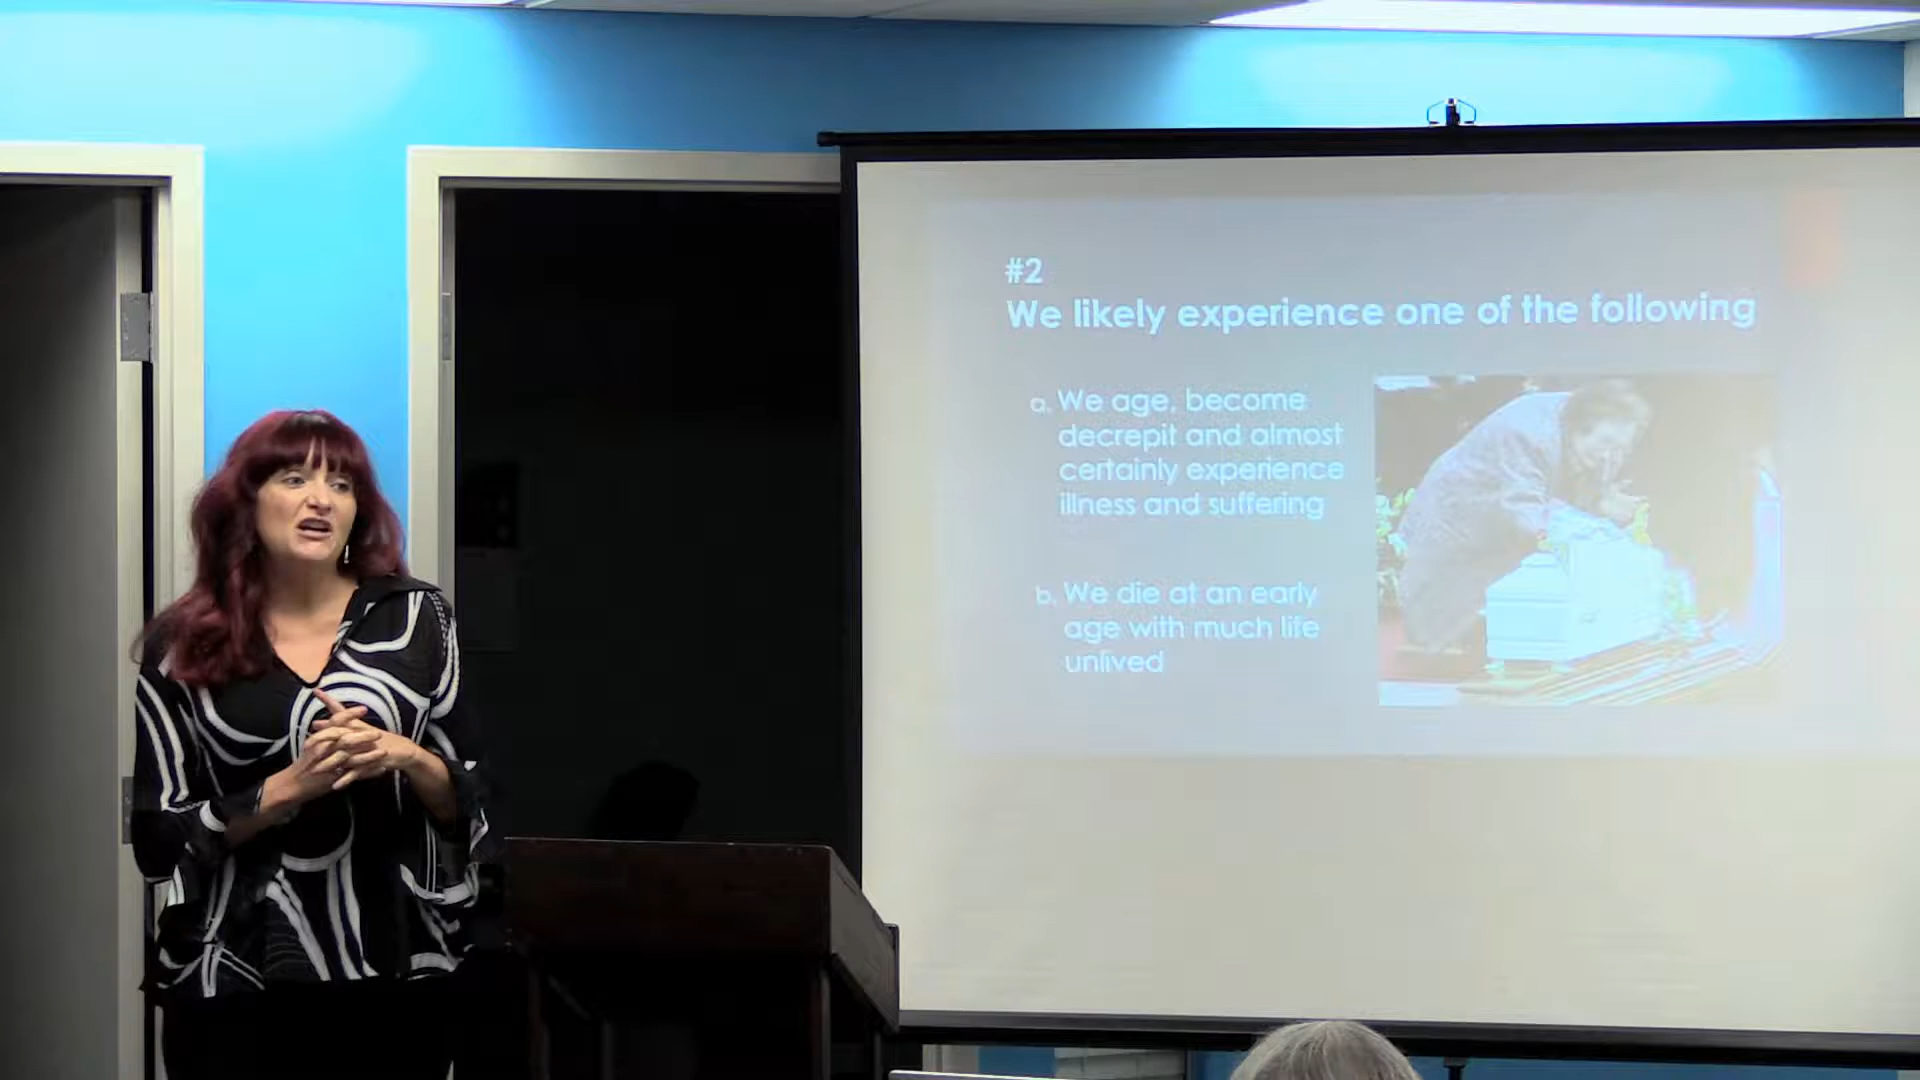 #2
We likely experience one of the following
a. We age, become
decrepit and almost
certainly experience
illness and suffering
b. We die at an early
age with much life
unlived